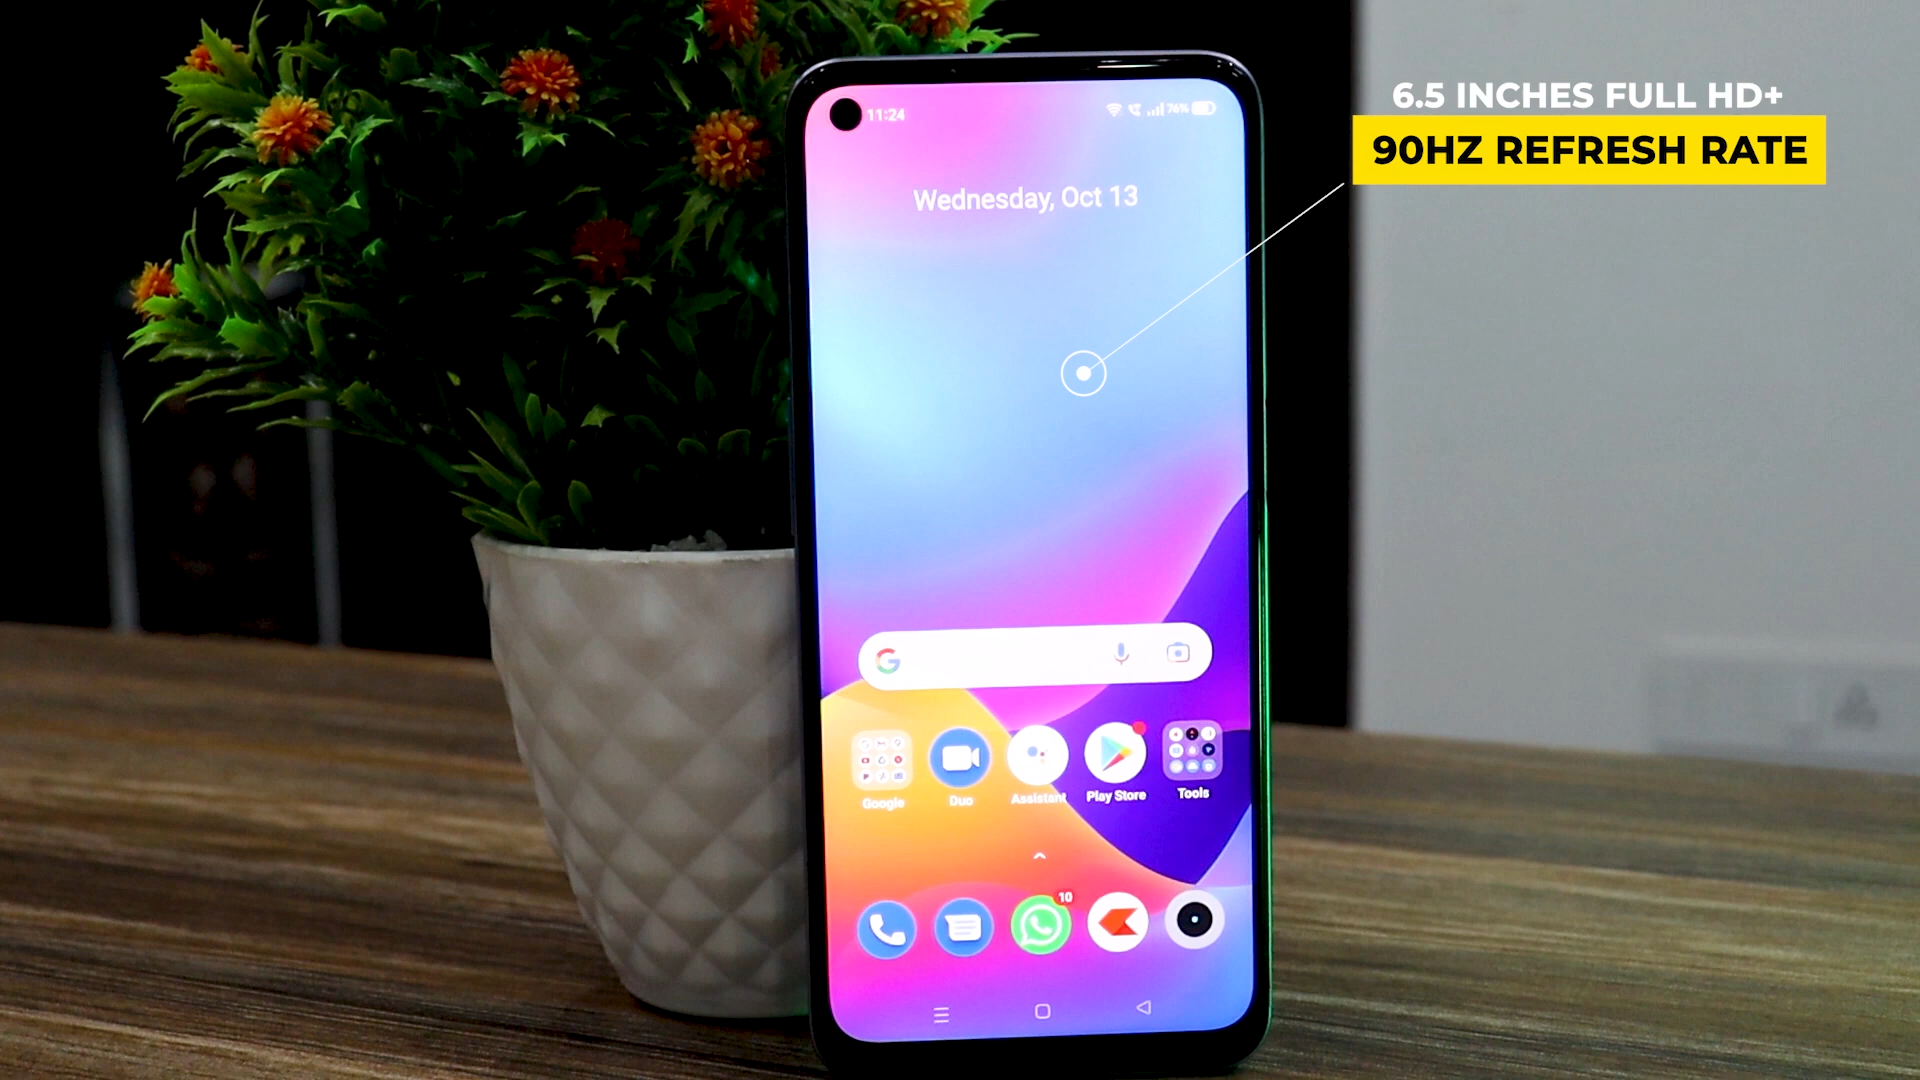 6.5 INCHES FULL HD+
90HZ REFRESH RATE
11:24
76%
Wednesday, Oct 13
Google
Duo
Assistant
Play Store
Tools
10